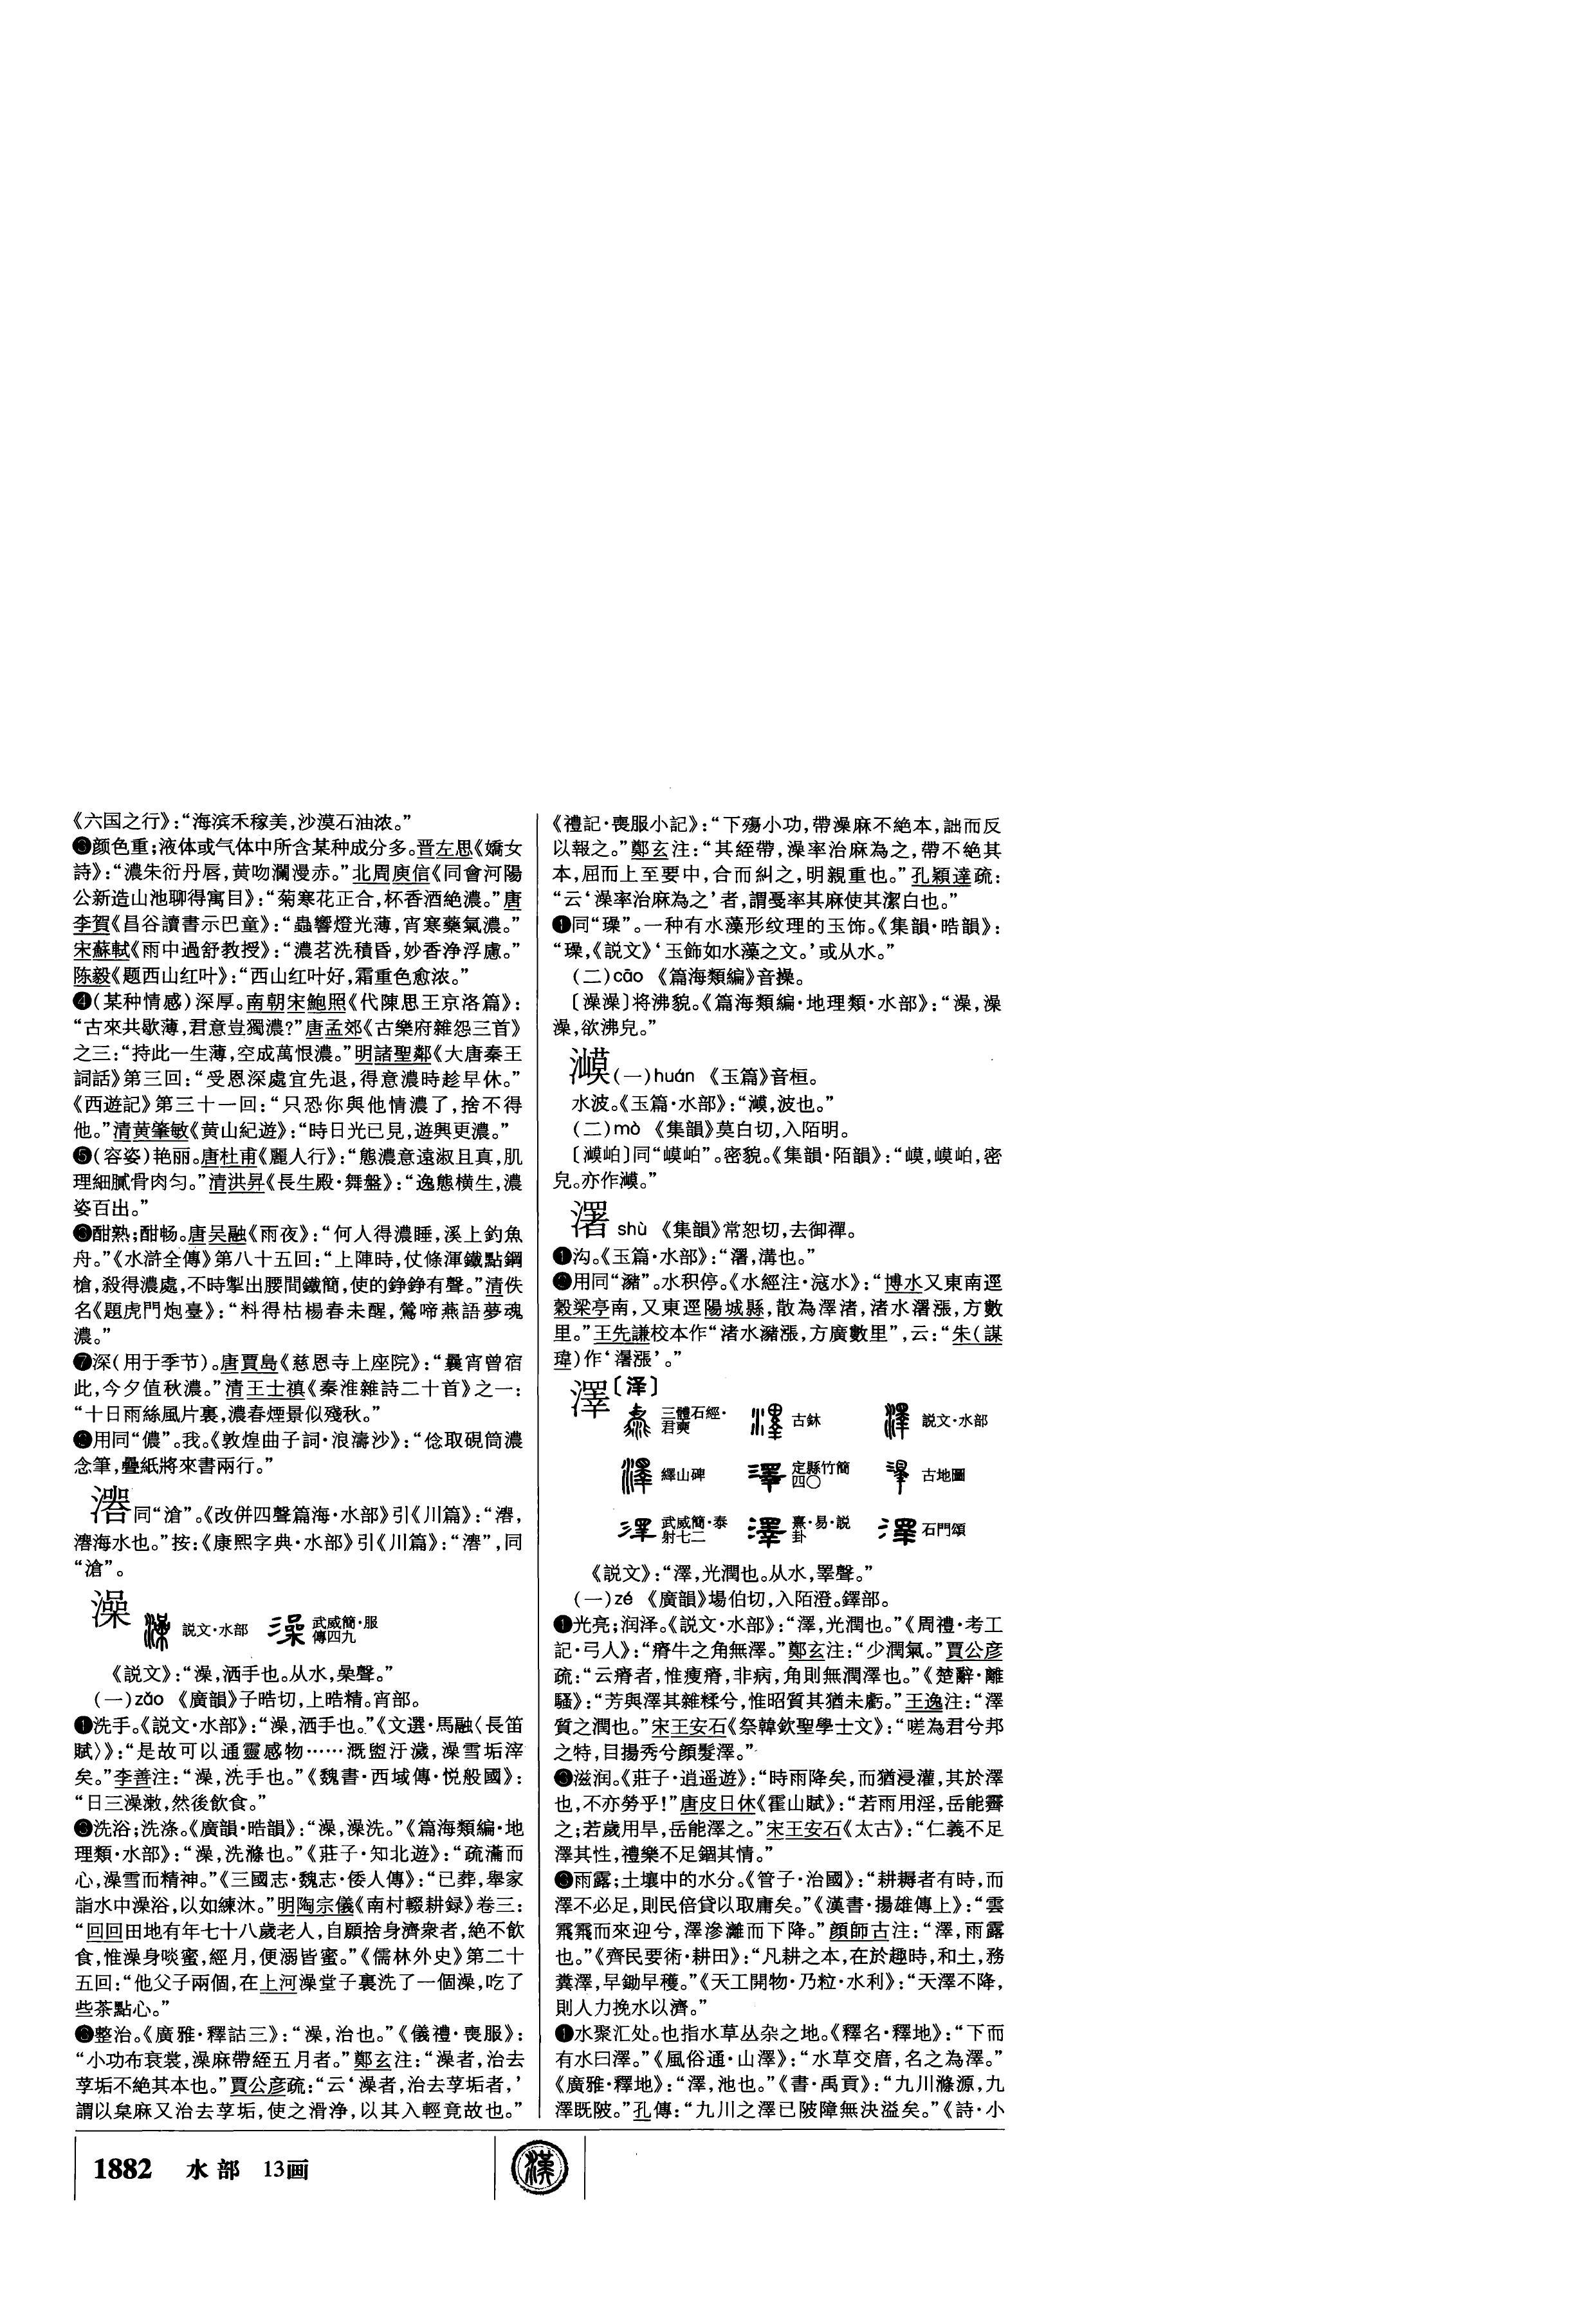 《六国之行》:“海滨禾稼美,沙漠石油浓。”
❸颜色重;液体或气体中所含某种成分多。晋左思《嬌女
詩》:“濃朱衍丹唇,黄吻瀾漫赤。”北周庾信《同會河陽
公新造山池聊得寓目》:“菊寒花正合,杯香酒絶濃。”唐
李賀《昌谷讀書示巴童》:“蟲響燈光薄,宵寒藥氣濃。”
宋蘇軾《雨中過舒教授》:“濃茗洗積昏,妙香净浮慮。”
陈毅《题西山红叶》:“西山红叶好,霜重色愈浓。”
❹(某种情感)深厚。南朝宋鮑照《代陳思王京洛篇》:
“古來共歇薄,君意豈獨濃?”唐孟郊《古樂府雜怨三首》
之三:“持此一生薄,空成萬恨濃。”明諸聖鄰《大唐秦王
詞話》第三回:“受恩深處宜先退,得意濃時趁早休。”
《西遊記》第三十一回:“只恐你與他情濃了,捨不得
他。”清黄肇敏《黄山紀遊》:“時日光已見,遊興更濃。”
❺(容姿)艳丽。唐杜甫《麗人行》:“態濃意遠淑且真,肌
理細膩骨肉匀。”清洪昇《長生殿·舞盤》:“逸態横生,濃
姿百出。”
❻酣熟;酣畅。唐吴融《雨夜》:“何人得濃睡,溪上釣魚
舟。”《水滸全傳》第八十五回:“上陣時,仗條渾鐵點鋼
槍,殺得濃處,不時掣出腰間鐵簡,使的錚錚有聲。”清佚
名《題虎門炮臺》:“料得枯楊春未醒,鶯啼燕語夢魂
濃。”
❼深(用于季节)。唐賈島《慈恩寺上座院》:“曩宵曾宿
此,今夕值秋濃。”清王士禛《秦淮雜詩二十首》之一:
“十日雨絲風片裏,濃春煙景似殘秋。”
❽用同“儂”。我。《敦煌曲子詞·浪濤沙》:“惗取硯筒濃
念筆,疊紙將來書兩行。”
同“滄”。《改併四聲篇海·水部》引《川篇》:“
海水也。”按:《康熙字典·水部》引《川篇》:“”,同
“滄”。
澡 説文·水部 武威簡·服傳四九
《説文》:“澡,洒手也。从水,喿聲。”
(一)zǎo 《廣韻》子晧切,上晧精。宵部。
❶洗手。《説文·水部》:“澡,洒手也。”《文選·馬融〈長笛
賦〉》:“是故可以通靈感物……溉盥汙濊,澡雪垢滓
矣。”李善注:“澡,洗手也。”《魏書·西域傳·悦般國》:
“日三澡漱,然後飲食。”
❷洗浴;洗涤。《廣韻·晧韻》:“澡,澡洗。”《篇海類編·地
理類·水部》:“澡,洗滌也。”《莊子·知北遊》:“疏瀹而
心,澡雪而精神。”《三國志·魏志·倭人傳》:“已葬,舉家
詣水中澡浴,以如練沐。”明陶宗儀《南村輟耕録》卷三:
“回回田地有年七十八歲老人,自願捨身濟衆者,絶不飲
食,惟澡身啖蜜,經月,便溺皆蜜。”《儒林外史》第二十
五回:“他父子兩個,在上河澡堂子裏洗了一個澡,吃了
些茶點心。”
❸整治。《廣雅·釋詁三》:“澡,治也。”《儀禮·喪服》:
“小功布衰裳,澡麻帶絰五月者。”鄭玄注:“澡者,治去
莩垢不絶其本也。”賈公彦疏:“云‘澡者,治去莩垢者,’
謂以枲麻又治去莩垢,使之滑净,以其入輕竟故也。”
《禮記·喪服小記》:“下殤小功,帶澡麻不絶本,詘而反
以報之。”鄭玄注:“其絰帶,澡率治麻為之,帶不絶其
本,屈而上至要中,合而糾之,明親重也。”孔穎達疏:
“云‘澡率治麻為之’者,謂戛率其麻使其潔白也。”
❹同“璪”。一种有水藻形纹理的玉饰。《集韻·晧韻》:
“璪,《説文》‘玉飾如水藻之文。’或从水。”
(二)cāo 《篇海類編》音操。
〔澡澡〕将沸貌。《篇海類編·地理類·水部》:“澡,澡
澡,欲沸皃。”
(一)huán 《玉篇》音桓。
水波。《玉篇·水部》:“,波也。”
(二)mò 《集韻》莫白切,入陌明。
〔岶〕同“嗼岶”。密貌。《集韻·陌韻》:“,岶,密
皃。亦作。”
澤 shù 《集韻》常恕切,去御禪。
❶沟。《玉篇·水部》:“,溝也。”
❷用同“瀦”。水积停。《水經注·滱水》:“博水又東南逕
穀梁亭南,又東逕陽城縣,散為澤渚,渚水漲,方數
里。”王先謙校本作“渚水瀦漲,方廣數里”,云:“朱(謀
㙔)作‘漲’。”
澤〔泽〕
三體石經·君奭 古鉢 説文·水部
繹山碑 定縣竹簡四〇 古地圖
武威簡·泰射七二 熹·易·説卦 石門頌
《説文》:“澤,光潤也。从水,睪聲。”
(一)zé 《廣韻》場伯切,入陌澄。鐸部。
❶光亮;润泽。《説文·水部》:“澤,光潤也。”《周禮·考工
記·弓人》:“瘠牛之角無澤。”鄭玄注:“少潤氣。”賈公彦
疏:“云瘠者,惟瘦瘠,非病,角則無潤澤也。”《楚辭·離
騷》:“芳與澤其雜糅兮,惟昭質其猶未虧。”王逸注:“澤
質之潤也。”宋王安石《祭韓欽聖學士文》:“嗟為君兮邦
之特,目揚秀兮顔髮澤。”
❷滋润。《莊子·逍遥遊》:“時雨降矣,而猶浸灌,其於澤
也,不亦勞乎!”唐皮日休《霍山賦》:“若雨用淫,岳能霽
之;若歲用旱,岳能澤之。”宋王安石《太古》:“仁義不足
澤其性,禮樂不足錮其情。”
❸雨露;土壤中的水分。《管子·治國》:“耕耨者有時,而
澤不必足,則民倍貸以取庸矣。”《漢書·揚雄傳上》:“雲
飛而來迎兮,澤滲灕而下降。”顔師古注:“澤,雨露
也。”《齊民要術·耕田》:“凡耕之本,在於趣時,和土,務
糞澤,早鋤早穫。”《天工開物·乃粒·水利》:“天澤不降,
則人力挽水以濟。”
❹水聚汇处。也指水草丛杂之地。《釋名·釋地》:“下而
有水曰澤。”《風俗通·山澤》:“水草交厝,名之為澤。”
《廣雅·釋地》:“澤,池也。”《書·禹貢》:“九川滌源,九
澤既陂。”孔傳:“九川之澤已陂障無決溢矣。”《詩·小
1882 水部 13画
漢